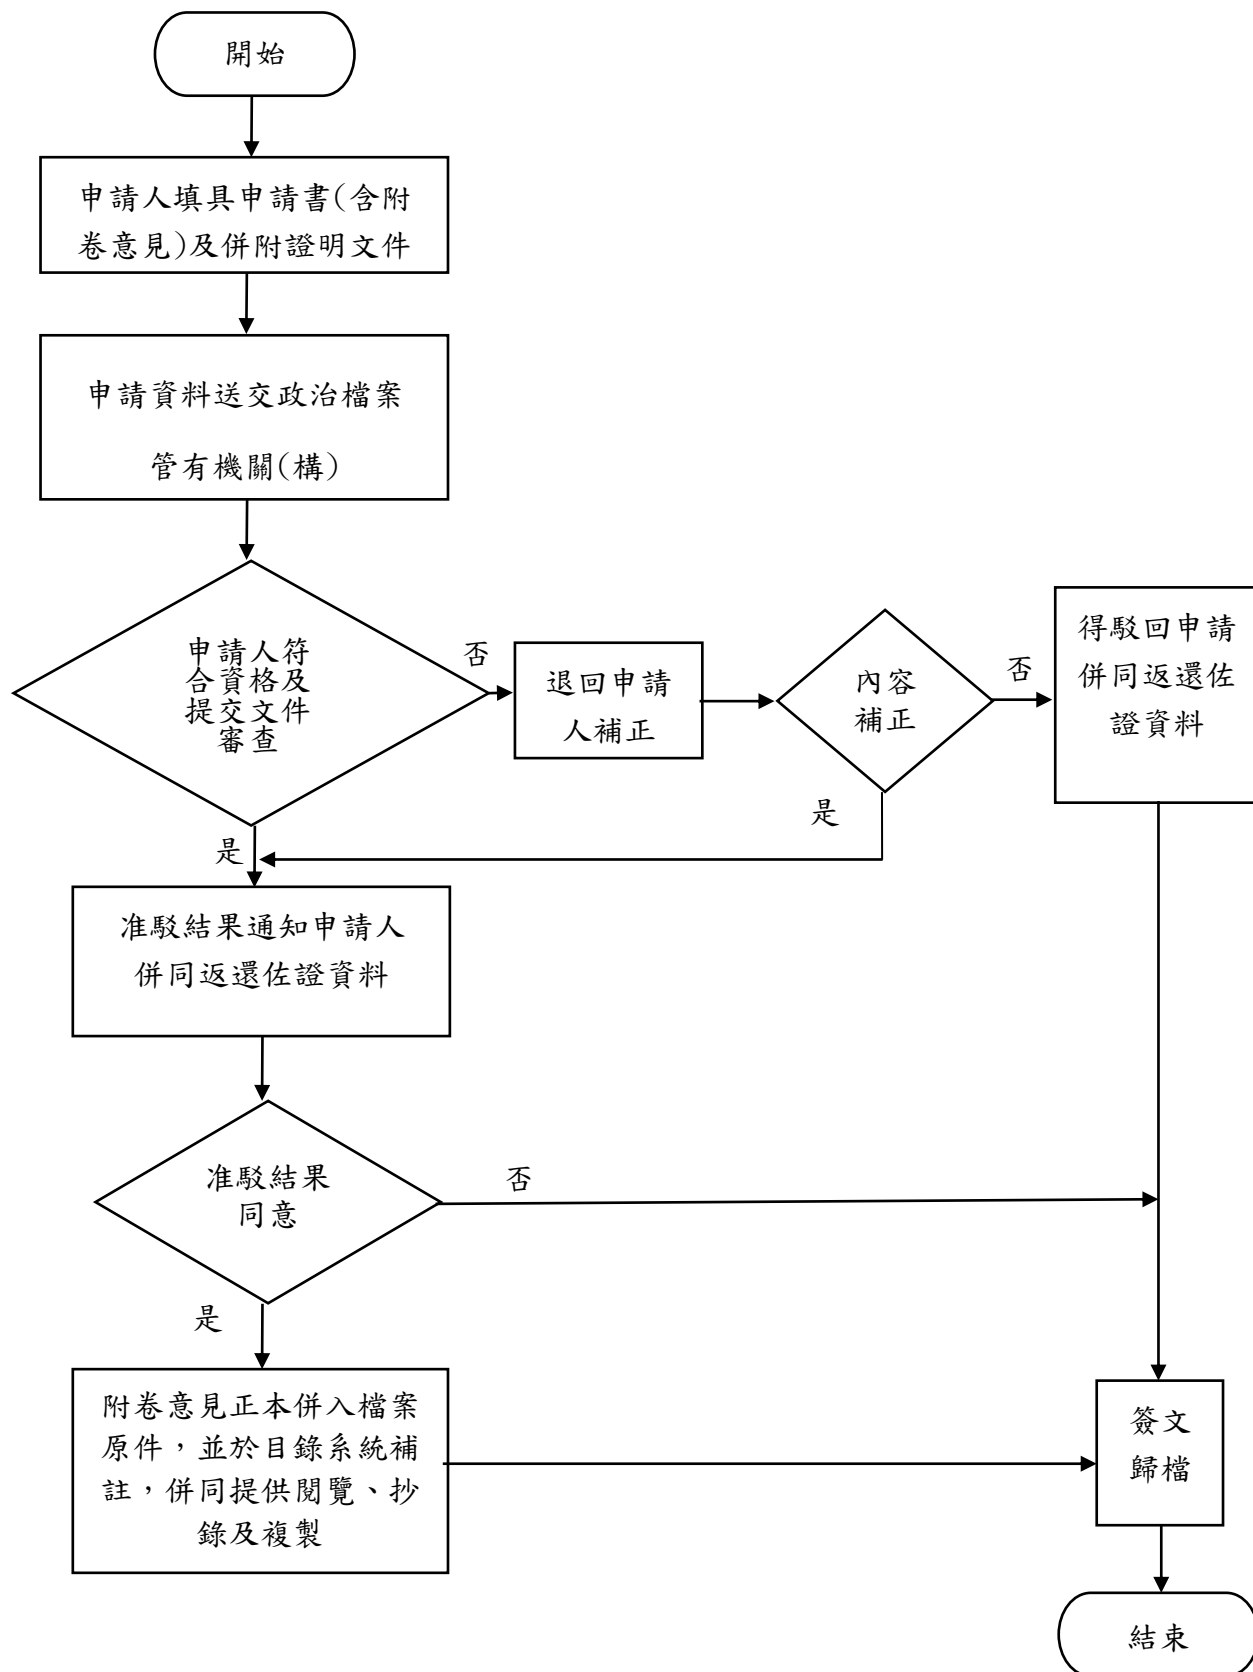 開始
申請人填具申請書(含附
卷意見)及併附證明文件
申請資料送交政治檔案
管有機關(構)
申請人符
合資格及
提交文件
審查
否
退回申請
人補正
內容
補正
否
得駁回申請
併同返還佐
證資料
是
是
准駁結果通知申請人
併同返還佐證資料
准駁結果
同意
否
是
附卷意見正本併入檔案
原件，並於目錄系統補
註，併同提供閱覽、抄
錄及複製
簽文
歸檔
結束